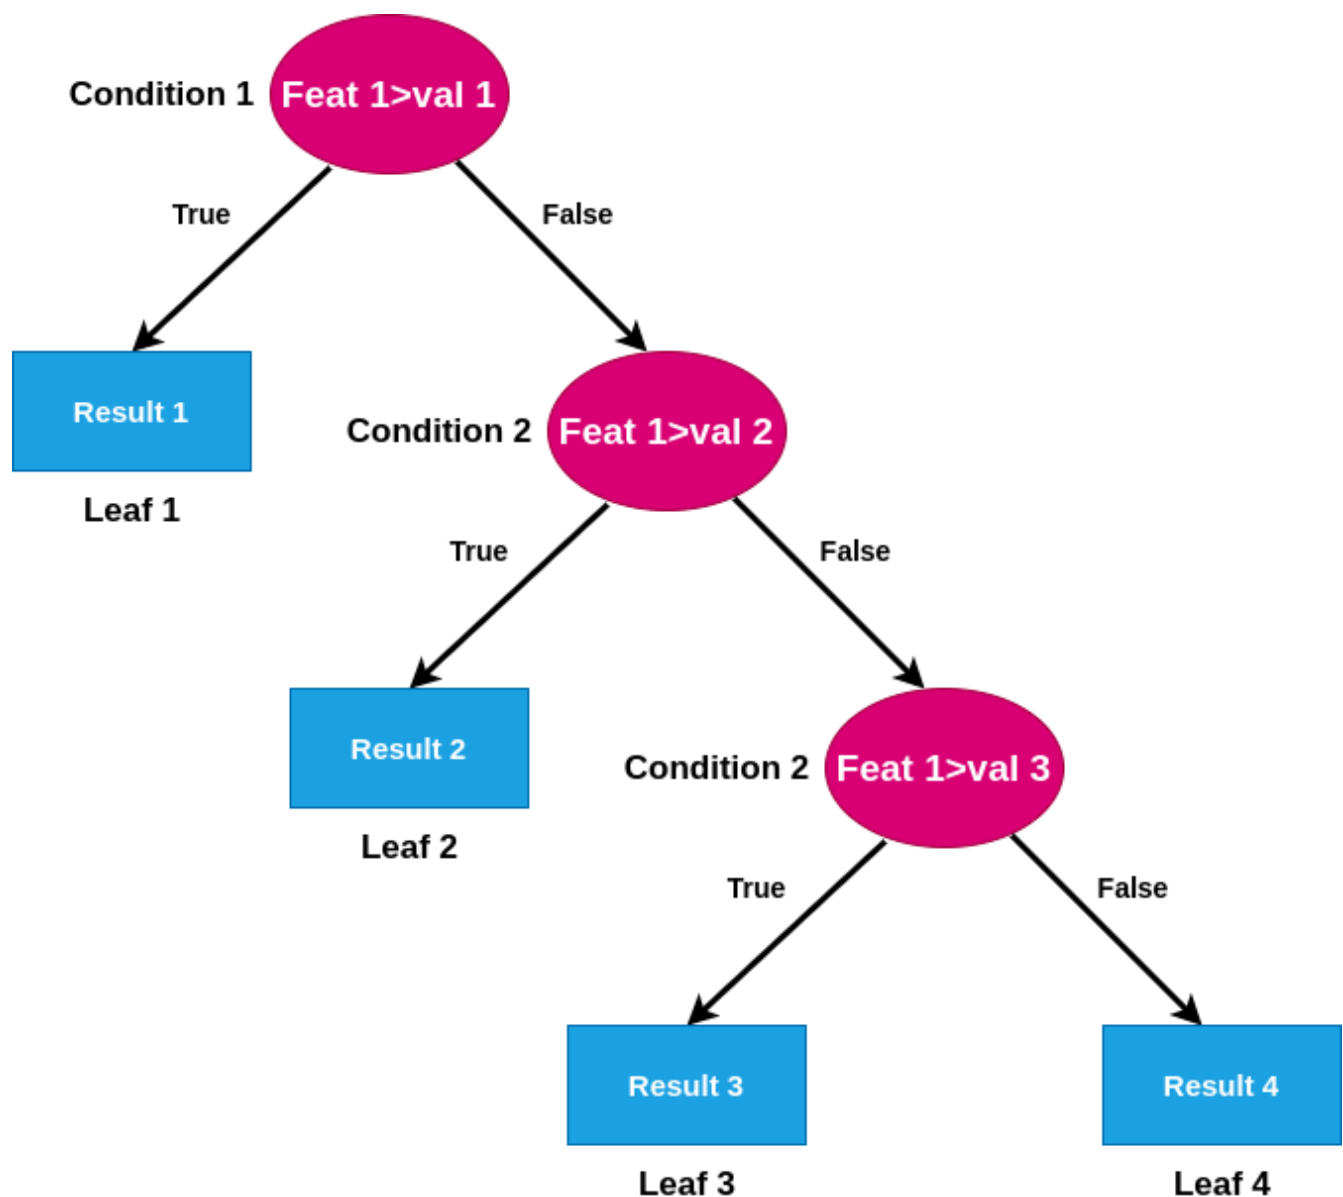 Condition 1
Feat 1>val 1
True
False
Result 1
Leaf 1
Condition 2
Feat 1>val 2
True
False
Result 2
Leaf 2
Condition 2
Feat 1>val 3
True
False
Result 3
Result 4
Leaf 3
Leaf 4